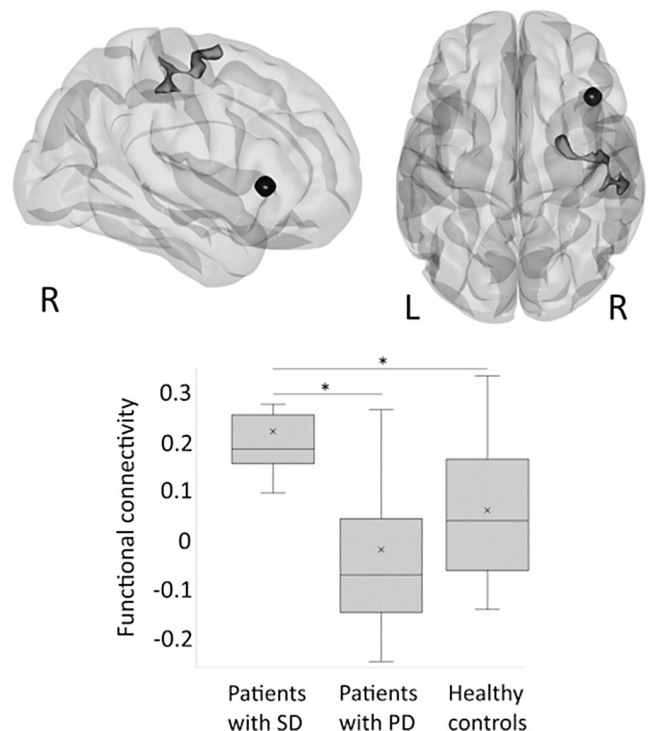 R
L
R
*
*
Functional connectivity
0.3
0.2
0.1
0
-0.1
-0.2
Patients
with SD
Patients
with PD
Healthy
controls